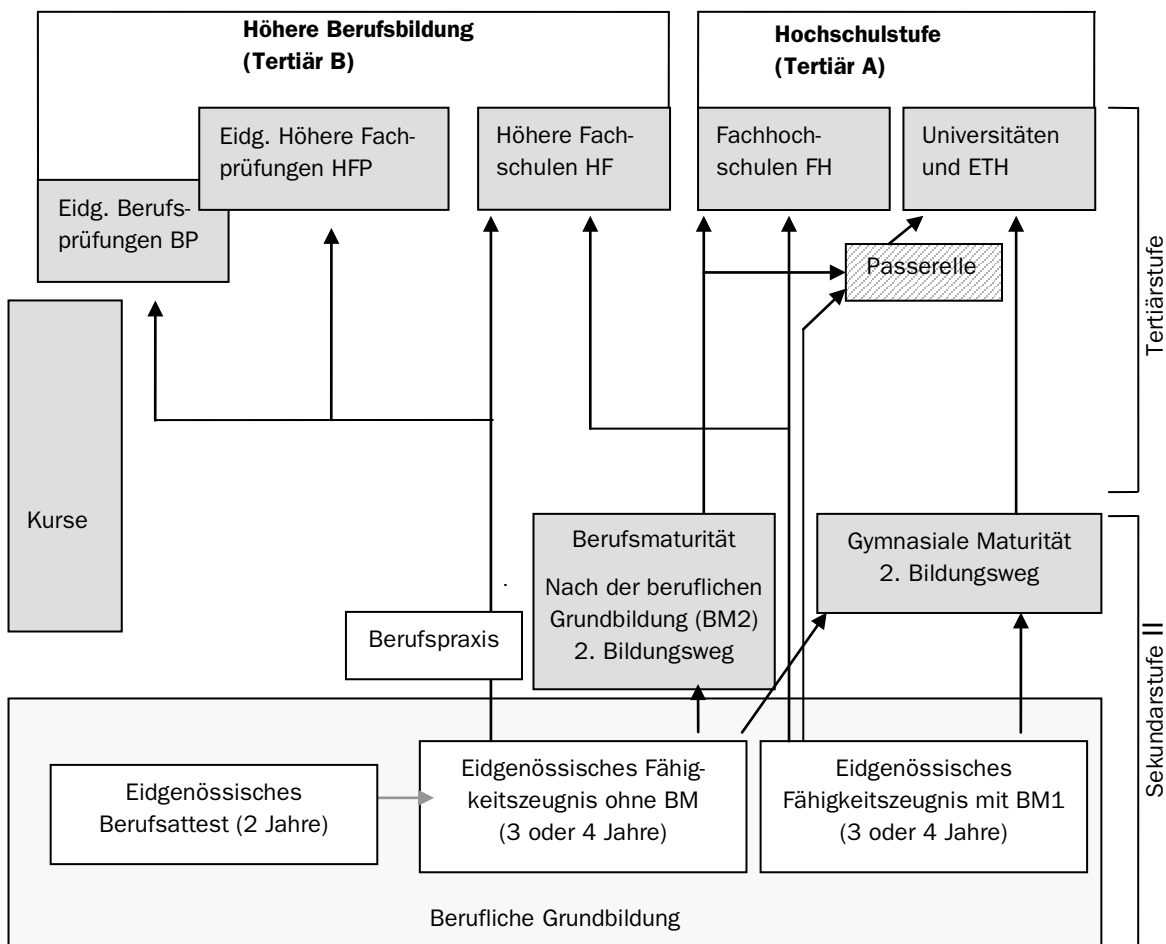 Höhere Berufsbildung
(Tertiär B)
Hochschulstufe
(Tertiär A)
Eidg. Höhere Fach-
prüfungen HFP
Höhere Fach-
schulen HF
Fachhoch-
schulen FH
Universitäten
und ETH
Eidg. Berufs-
prüfungen BP
Passerelle
Tertiärstufe
Kurse
Berufsmaturität
Nach der beruflichen
Grundbildung (BM2)
2. Bildungsweg
Gymnasiale Maturität
2. Bildungsweg
Berufspraxis
Sekundarstufe II
Eidgenössisches
Berufsattest (2 Jahre)
Eidgenössisches Fähig-
keitszeugnis ohne BM
(3 oder 4 Jahre)
Eidgenössisches
Fähigkeitszeugnis mit BM1
(3 oder 4 Jahre)
Berufliche Grundbildung